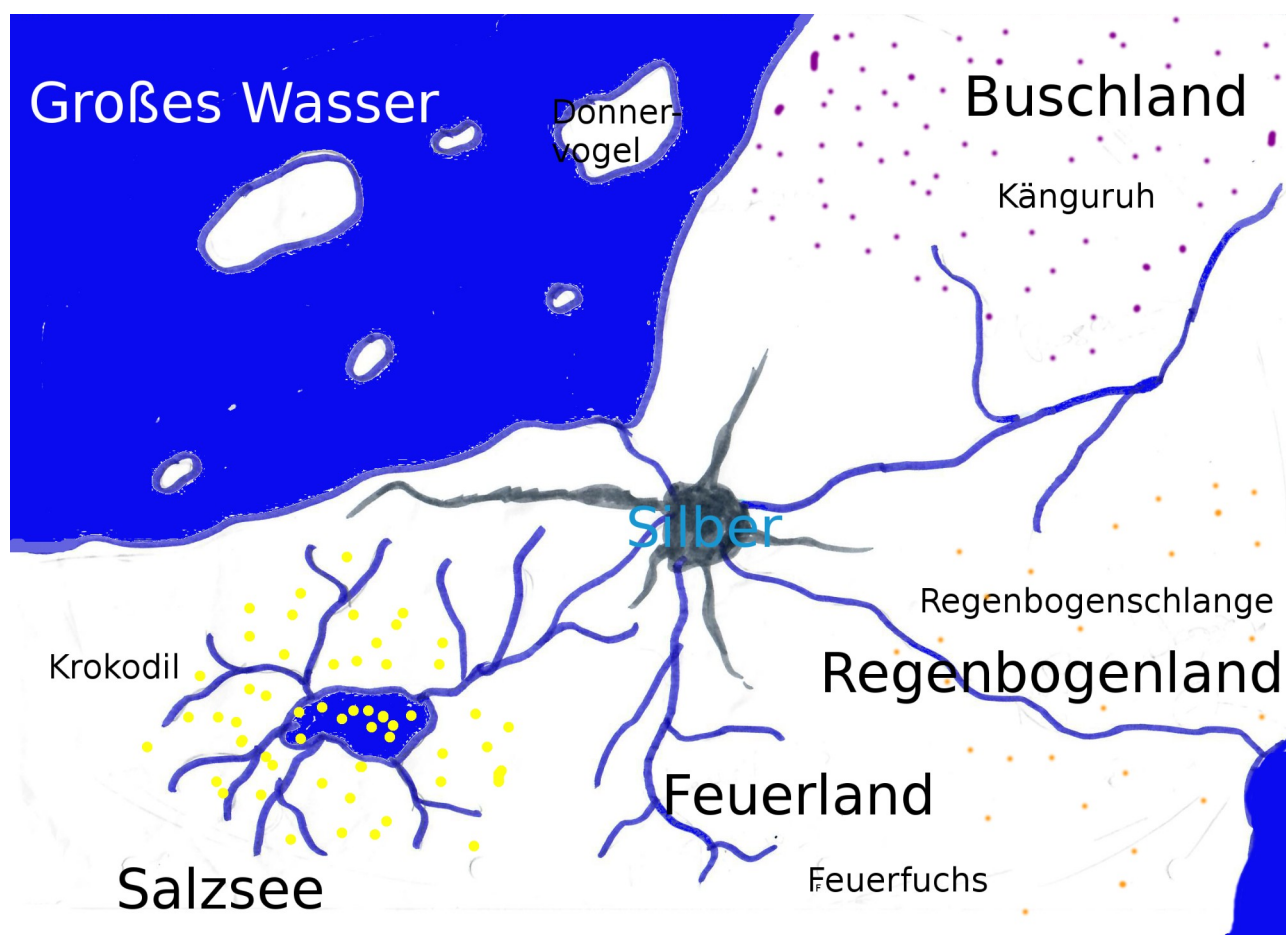 Großes Wasser
Donner-
vogel
Buschland
Känguruh
Silber
Regenbogenschlange
Krokodil
Regenbogenland
Feuerland
Salzsee
Feuerfuchs
F